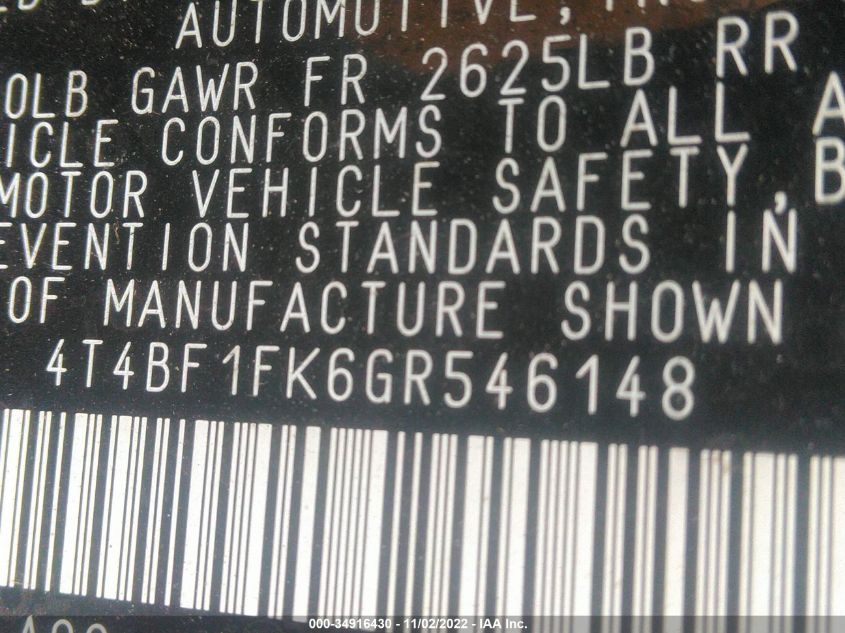 AUTOMOTIVE, INC
0LB GAWR FR 2625LB RR
ICLE CONFORMS TO ALL A
MOTOR VEHICLE SAFETY, B
EVENTION STANDARDS IN
OF MANUFACTURE SHOWN
4T4BF1FK6GR546148
000-34916430 - 11/02/2022 - IAA Inc.